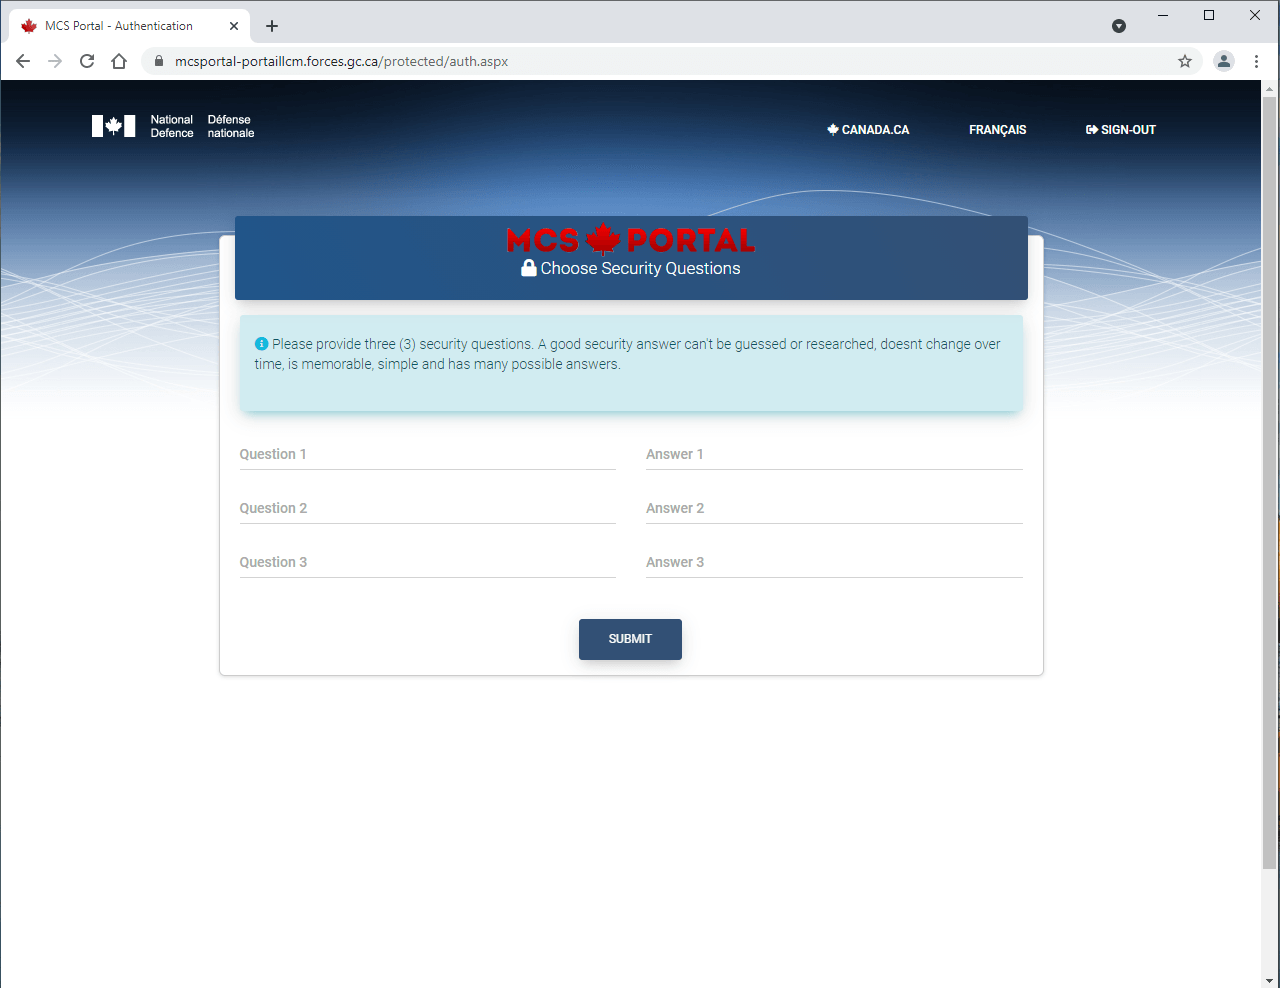 MCS Portal - Authentication
mcsportal-portaillcm.forces.gc.ca/protected/auth.aspx
National Défense
Defence nationale
CANADA.CA FRANÇAIS SIGN-OUT
MCS PORTAL
Choose Security Questions
Please provide three (3) security questions. A good security answer can't be guessed or researched, doesnt change over
time, is memorable, simple and has many possible answers.
Question 1 Answer 1
Question 2 Answer 2
Question 3 Answer 3
SUBMIT